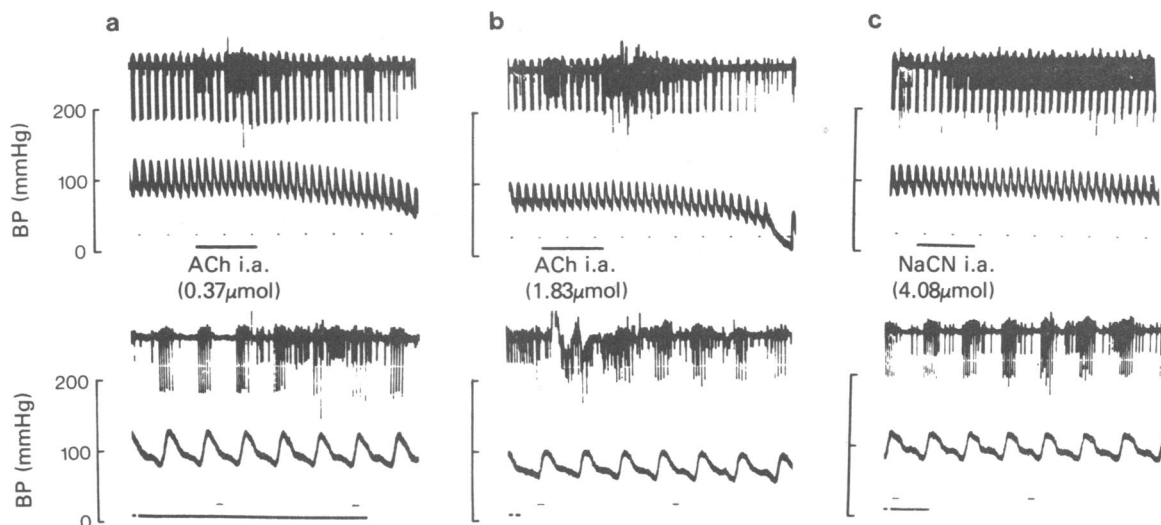 a
b
c
BP (mmHg)
200
100
0
ACh i.a.
(0.37μmol)
ACh i.a.
(1.83μmol)
NaCN i.a.
(4.08μmol)
BP (mmHg)
200
100
0